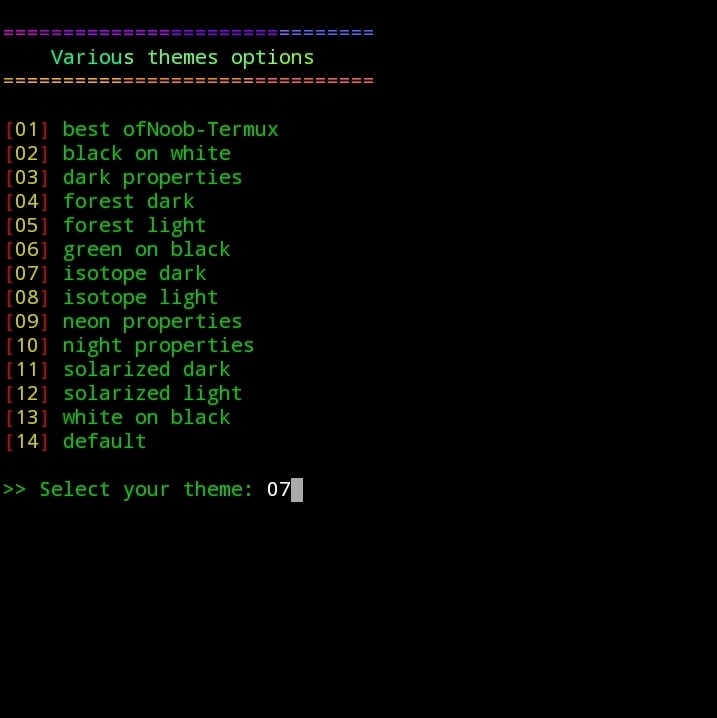 ===============================
Various themes options
===============================
[01] best ofNoob-Termux
[02] black on white
[03] dark properties
[04] forest dark
[05] forest light
[06] green on black
[07] isotope dark
[08] isotope light
[09] neon properties
[10] night properties
[11] solarized dark
[12] solarized light
[13] white on black
[14] default
>> Select your theme: 07